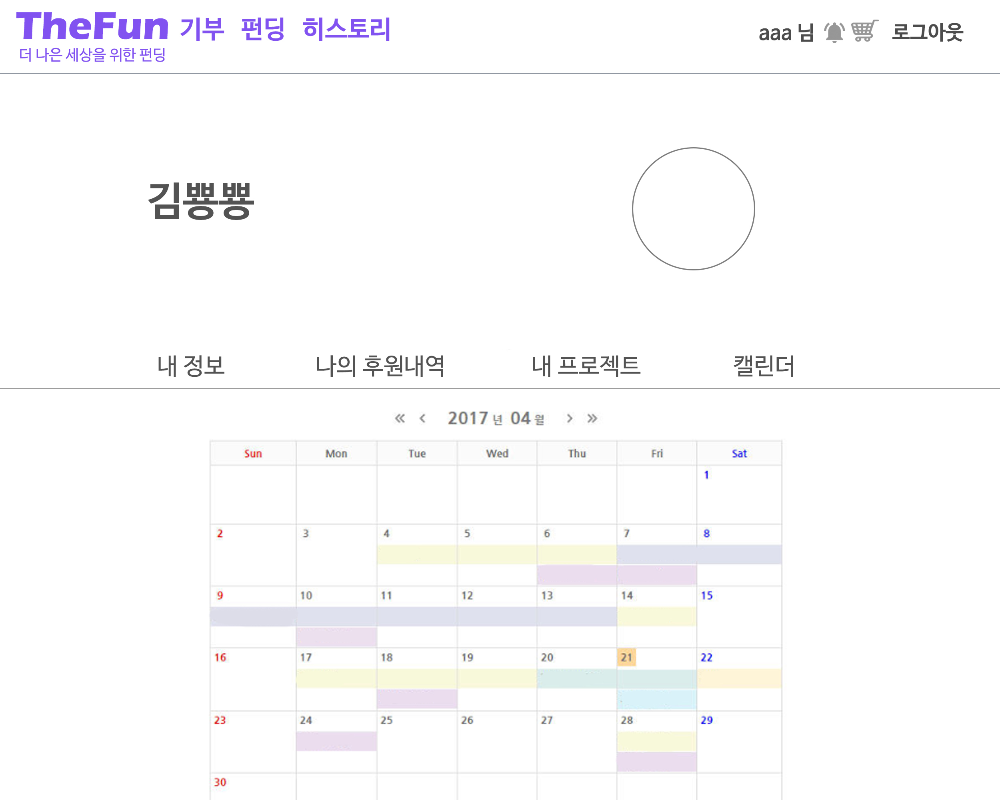 TheFun 기부 펀딩 히스토리
aaa 님 로그아웃
더 나은 세상을 위한 펀딩
김뿅뿅
내 정보 나의 후원내역 내 프로젝트 캘린더
« ‹ 2017 년 04 월 › »
Sun Mon Tue Wed Thu Fri Sat
1
2 3 4 5 6 7 8
9 10 11 12 13 14 15
16 17 18 19 20 21 22
23 24 25 26 27 28 29
30